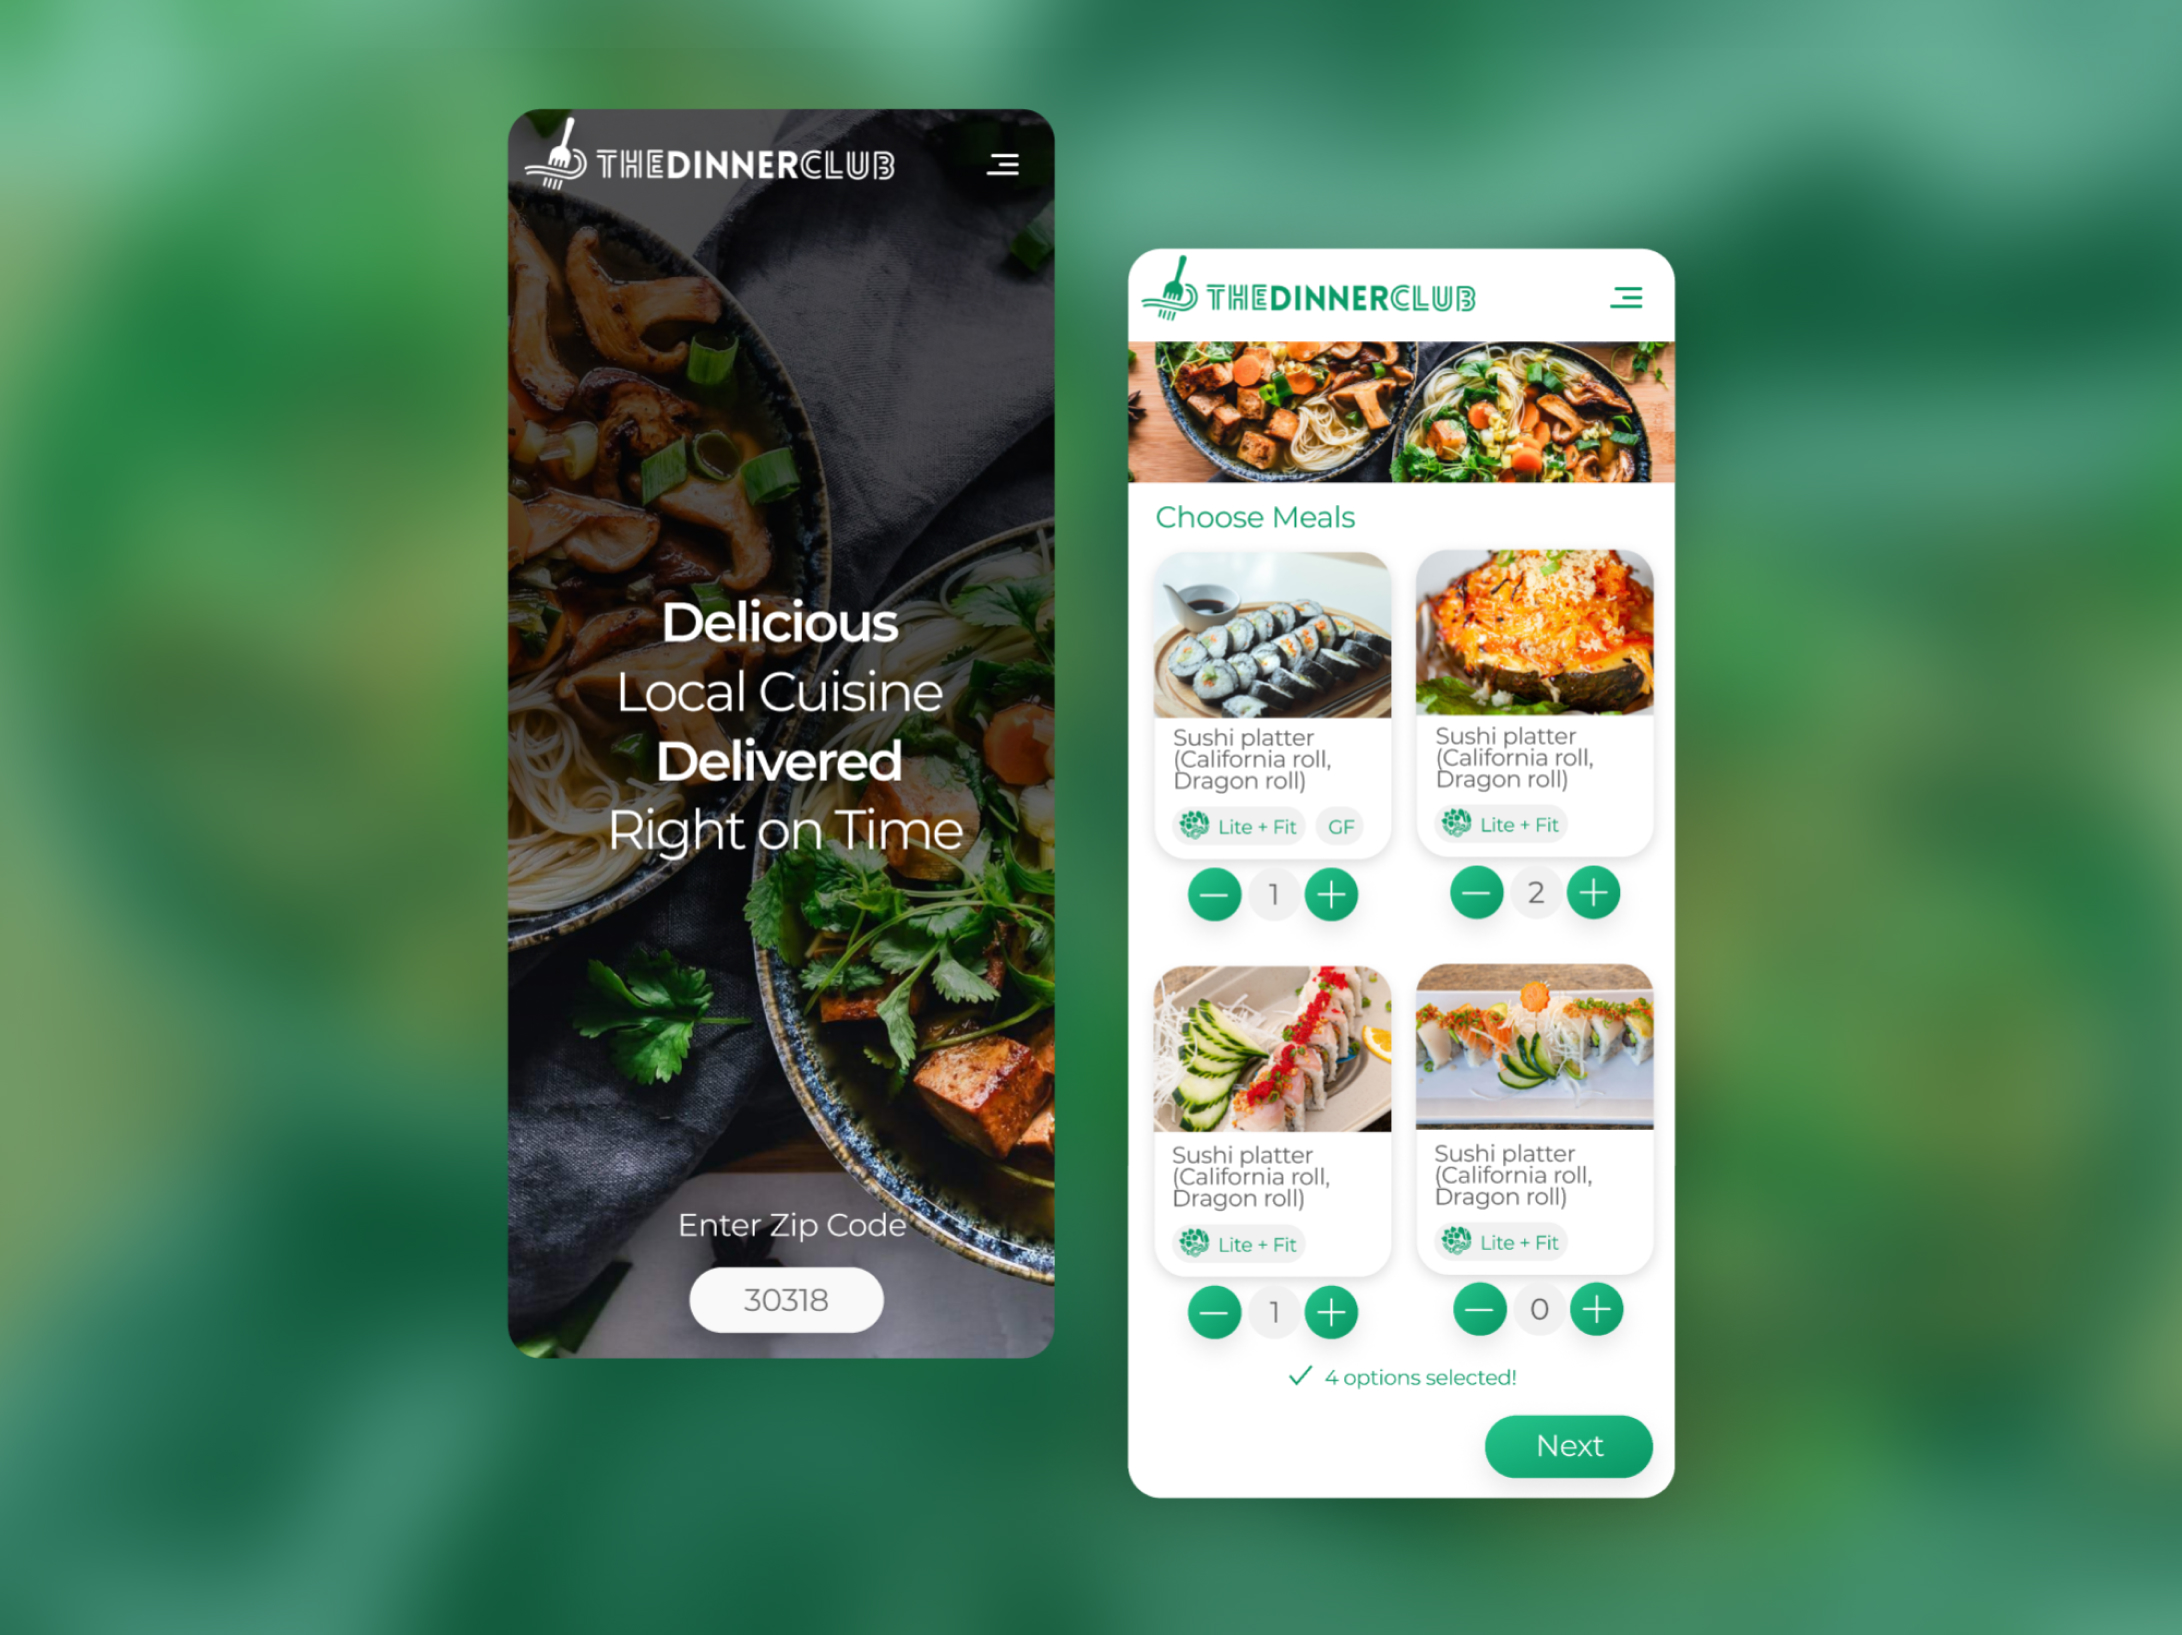 THEDINNERCLUB
Delicious
Local Cuisine
Delivered
Right on Time
Enter Zip Code
30318
THEDINNERCLUB
Choose Meals
Sushi platter
(California roll,
Dragon roll)
Lite + Fit GF
1
Sushi platter
(California roll,
Dragon roll)
Lite + Fit
2
Sushi platter
(California roll,
Dragon roll)
Lite + Fit
1
Sushi platter
(California roll,
Dragon roll)
Lite + Fit
0
4 options selected!
Next